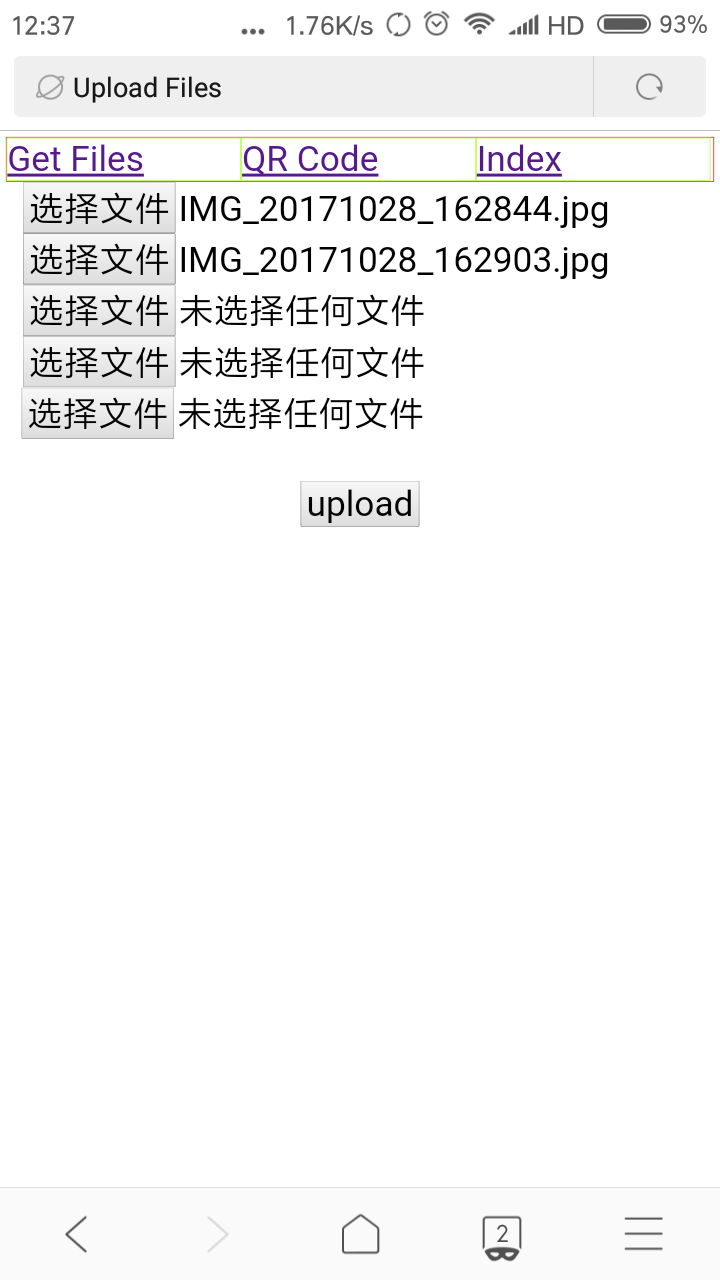 12:37 ... 1.76K/s HD 93%
Upload Files
Get Files QR Code Index
选择文件 IMG_20171028_162844.jpg
选择文件 IMG_20171028_162903.jpg
选择文件 未选择任何文件
选择文件 未选择任何文件
选择文件 未选择任何文件
upload
2